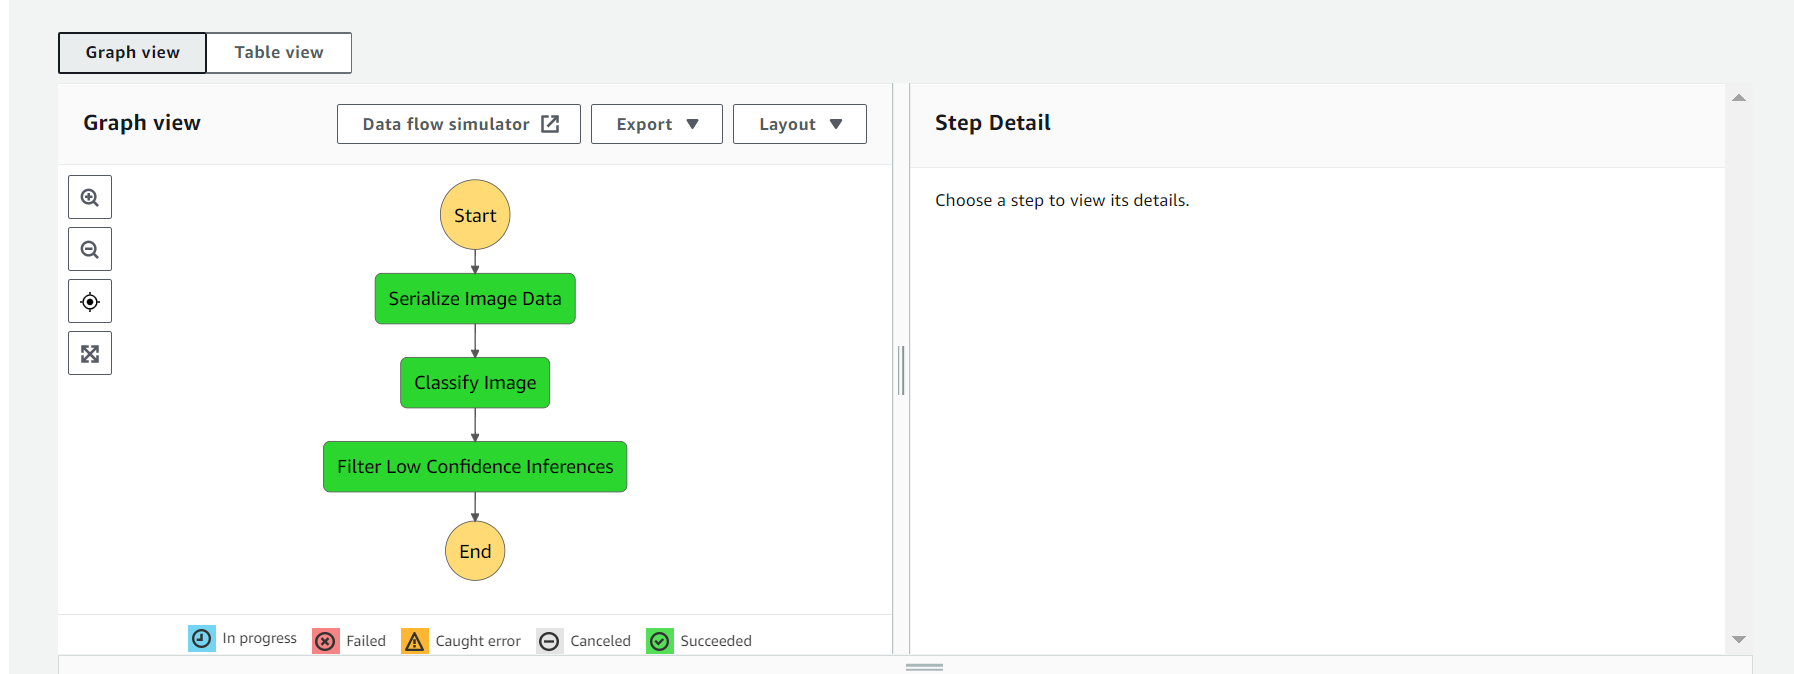 Graph view
Table view
Graph view
Data flow simulator
Export
Layout
Start
Serialize Image Data
Classify Image
Filter Low Confidence Inferences
End
In progress
Failed
Caught error
Canceled
Succeeded
Step Detail
Choose a step to view its details.